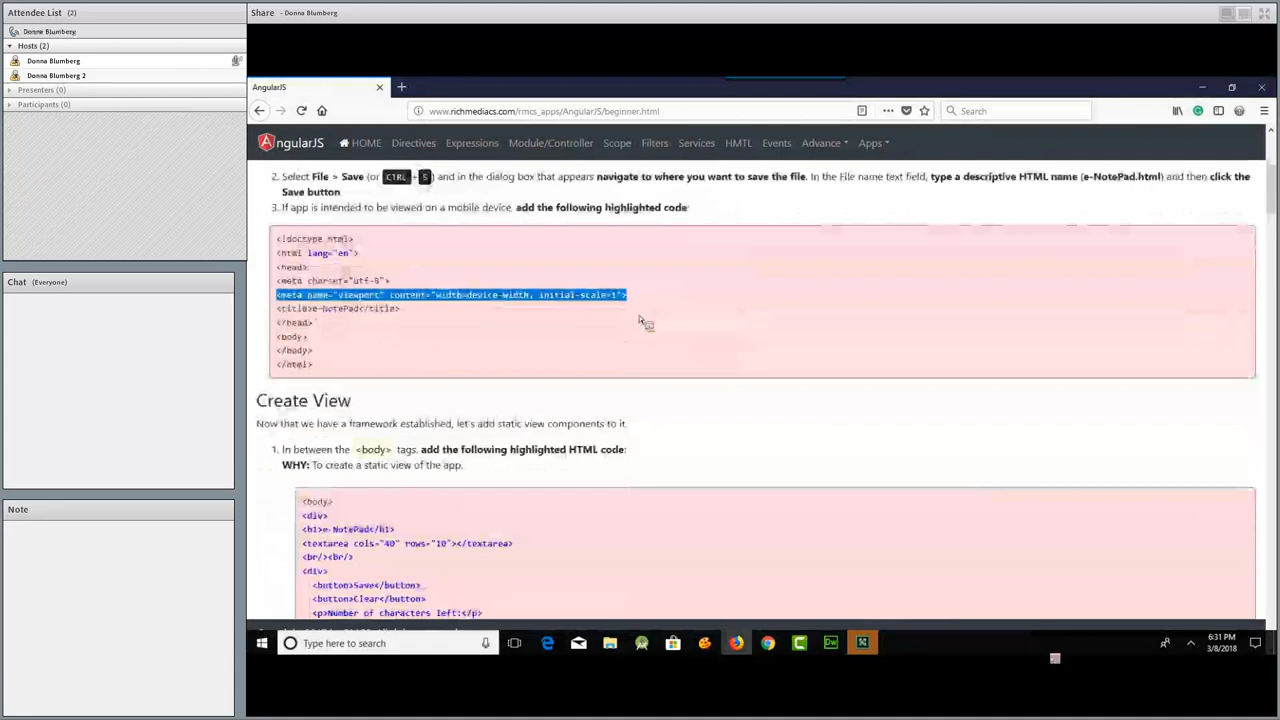 Attendee List (2)
Donna Blumberg
Hosts (2)
Donna Blumberg
Donna Blumberg 2
Presenters (0)
Participants (0)
Chat (Everyone)
Note
Share - Donna Blumberg
AngularJS
www.richmediacs.com/rmcs_apps/AngularJS/beginner.html
Search
AngularJS HOME Directives Expressions Module/Controller Scope Filters Services HMTL Events Advance Apps
2. Select File > Save (or CTRL + S) and in the dialog box that appears navigate to where you want to save the file. In the File name text field, type a descriptive HTML name (e-NotePad.html) and then click the
Save button
3. If app is intended to be viewed on a mobile device, add the following highlighted code
<!doctype html>
<html lang="en">
<head>
<meta charset="utf-8">
<meta name="viewport" content="width=device-width, initial-scale=1">
<title>e-NotePad</title>
</head>
<body>
</body>
</html>
Create View
Now that we have a framework established, let's add static view components to it.
1. In between the <body> tags, add the following highlighted HTML code:
WHY: To create a static view of the app.
<body>
<div>
<h1>e-NotePad</h1>
<textarea cols="40" rows="10"></textarea>
<br/><br/>
<div>
<button>Save</button>
<button>Clear</button>
<p>Number of characters left:</p>
Type here to search
Dw
6:31 PM
3/8/2018